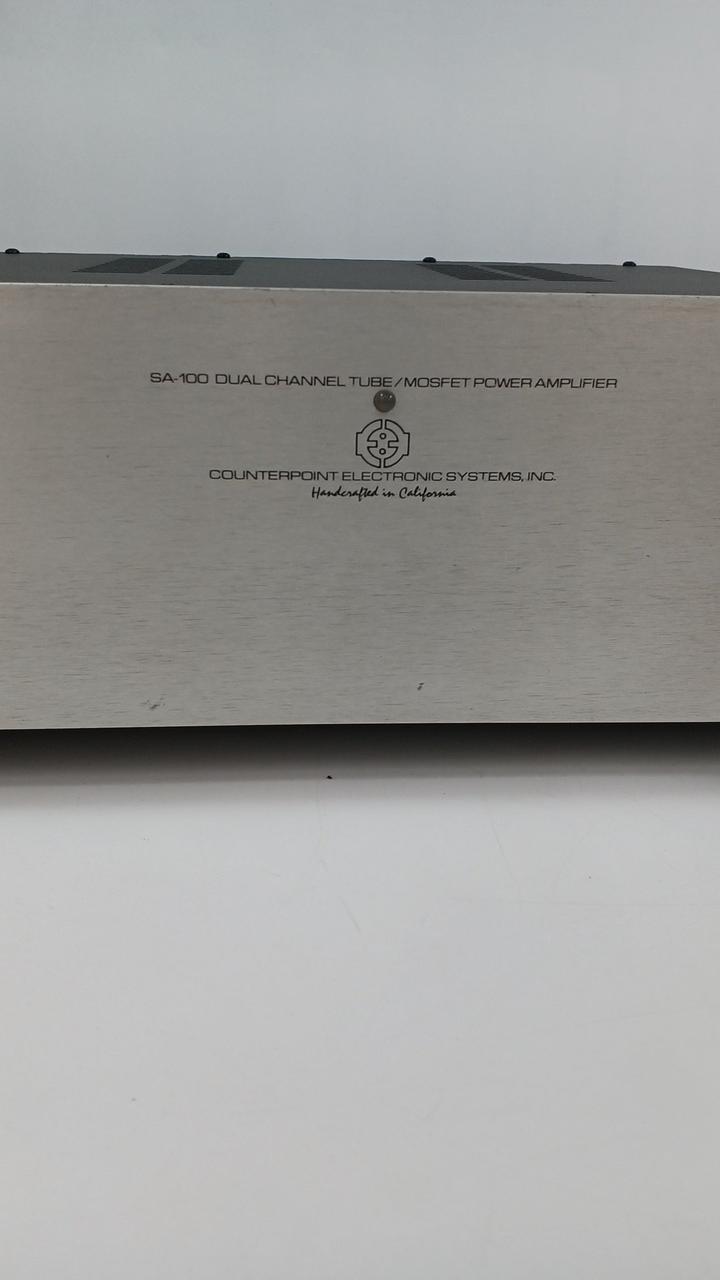 SA-100 DUAL CHANNEL TUBE/MOSFET POWER AMPLIFIER
COUNTERPOINT ELECTRONIC SYSTEMS, INC.
Handcrafted in California